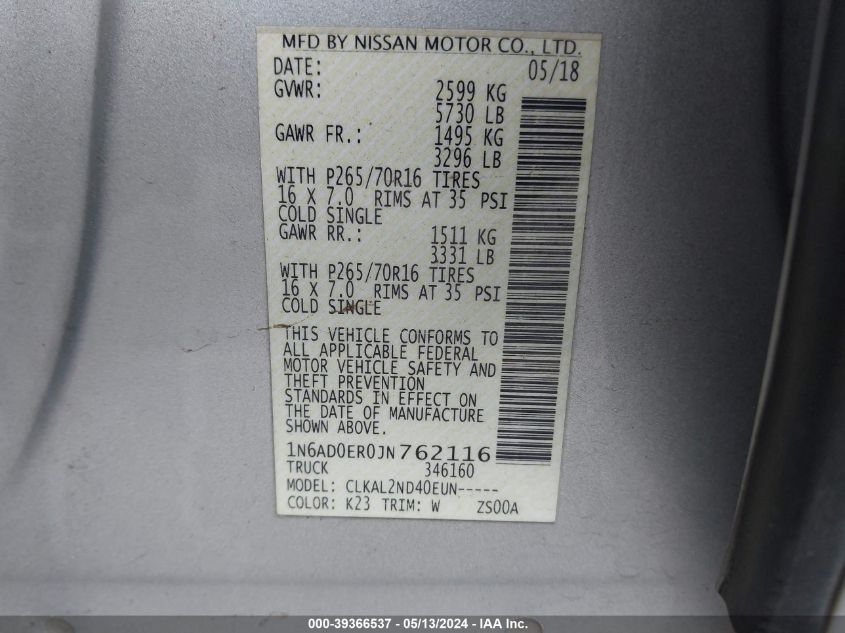 MFD BY NISSAN MOTOR CO., LTD.
DATE: 05/18
GVWR: 2599 KG
5730 LB
GAWR FR.: 1495 KG
3296 LB
WITH P265/70R16 TIRES
16 X 7.0 RIMS AT 35 PSI
COLD SINGLE
GAWR RR.: 1511 KG
3331 LB
WITH P265/70R16 TIRES
16 X 7.0 RIMS AT 35 PSI
COLD SINGLE
THIS VEHICLE CONFORMS TO
ALL APPLICABLE FEDERAL
MOTOR VEHICLE SAFETY AND
THEFT PREVENTION
STANDARDS IN EFFECT ON
THE DATE OF MANUFACTURE
SHOWN ABOVE.
1N6AD0ER0JN762116
TRUCK 346160
MODEL: CLKAL2ND40EUN-----
COLOR: K23 TRIM: W ZS00A
000-39366537 - 05/13/2024 - IAA Inc.